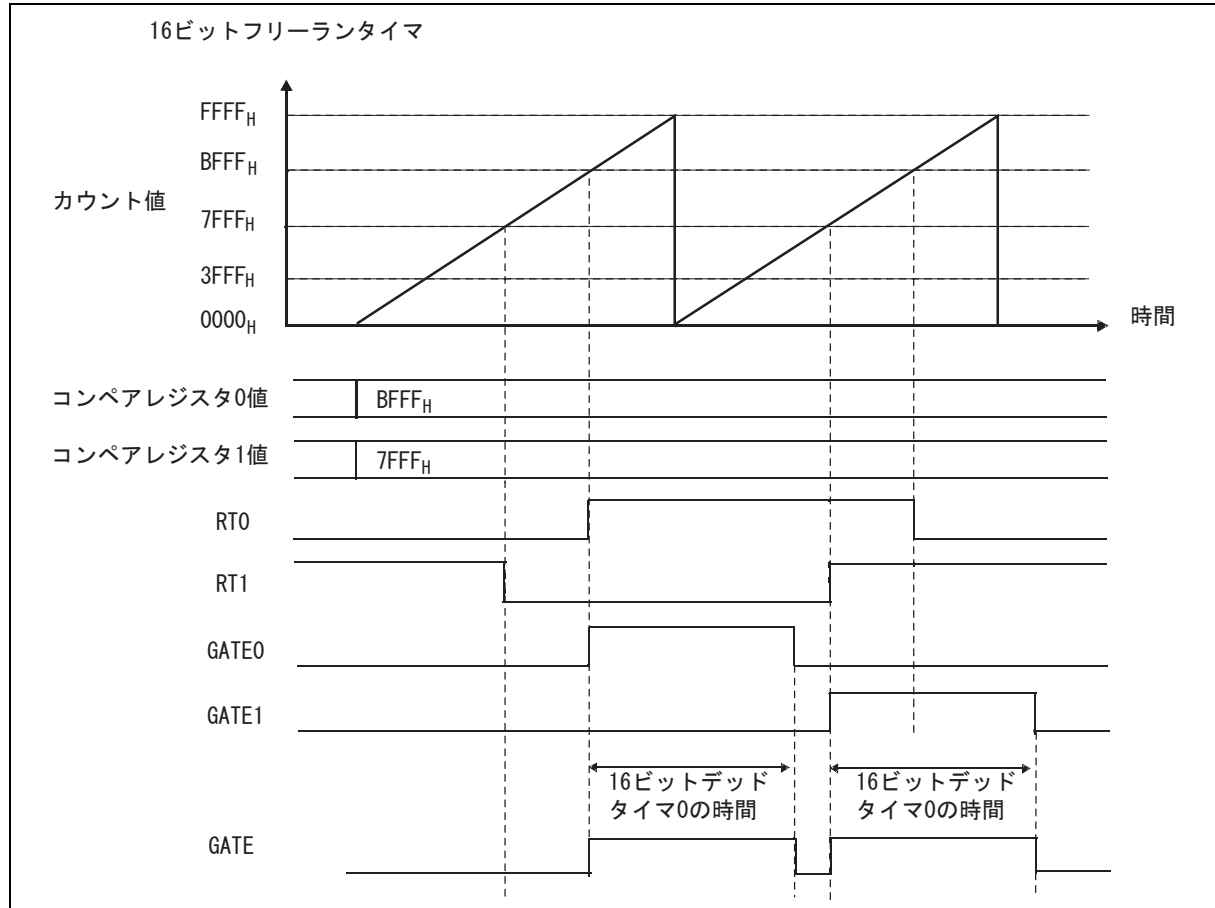 16ビットフリーランタイマ
FFFFH
BFFFH
カウント値
7FFFH
3FFFH
0000H
時間
コンペアレジスタ0値
BFFFH
コンペアレジスタ1値
7FFFH
RT0
RT1
GATE0
GATE1
16ビットデッド
タイマ0の時間
16ビットデッド
タイマ0の時間
GATE